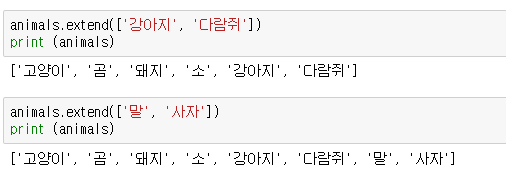 animals.extend(['강아지', '다람쥐'])
print (animals)
['고양이', '곰', '돼지', '소', '강아지', '다람쥐']
animals.extend(['말', '사자'])
print (animals)
['고양이', '곰', '돼지', '소', '강아지', '다람쥐', '말', '사자']